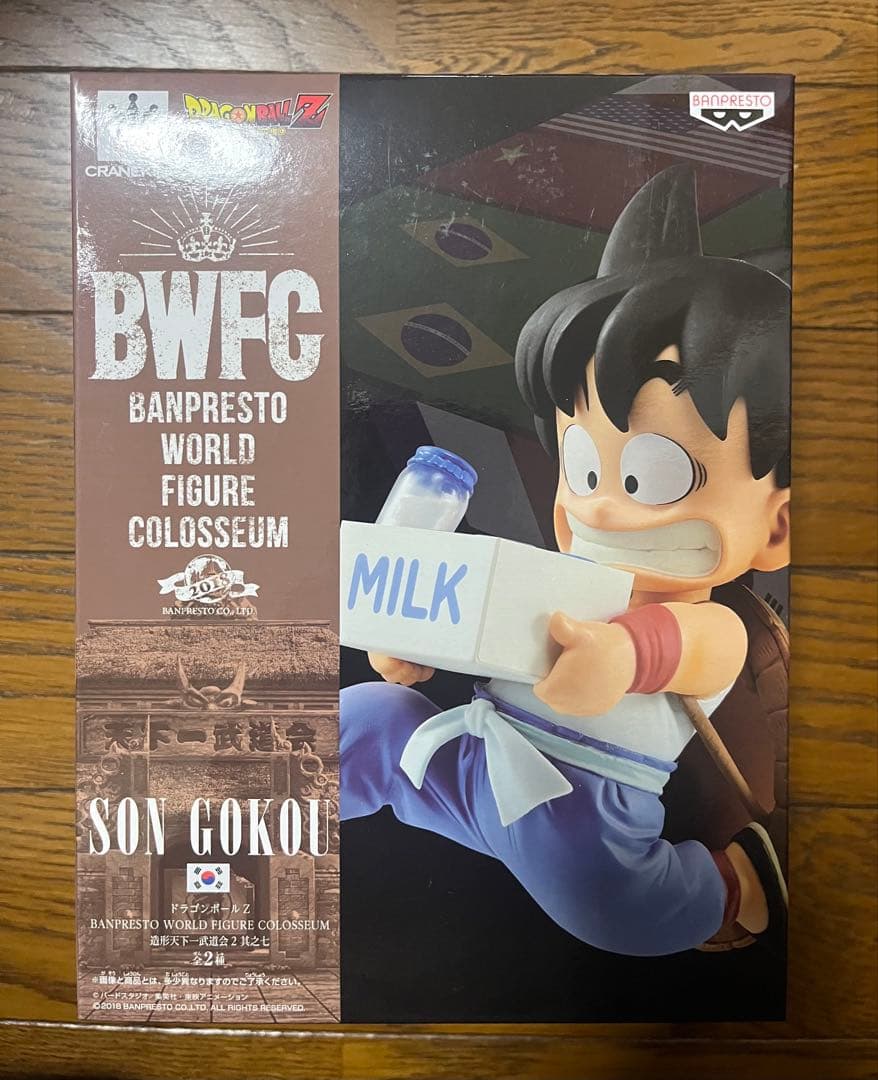 DRAGONBALL Z
BANPRESTO
CRANEK
BWFC
BANPRESTO
WORLD
FIGURE
COLOSSEUM
2018
BANPRESTO CO., LTD.
MILK
天下一武道会
SON GOKOU
ドラゴンボールZ
BANPRESTO WORLD FIGURE COLOSSEUM
造形天下一武道会2 其之七
全2種
※画像と商品とは、多少異なりますのでご了承ください。
©バードスタジオ/集英社・東映アニメーション
©2018 BANPRESTO CO.,LTD. ALL RIGHTS RESERVED.